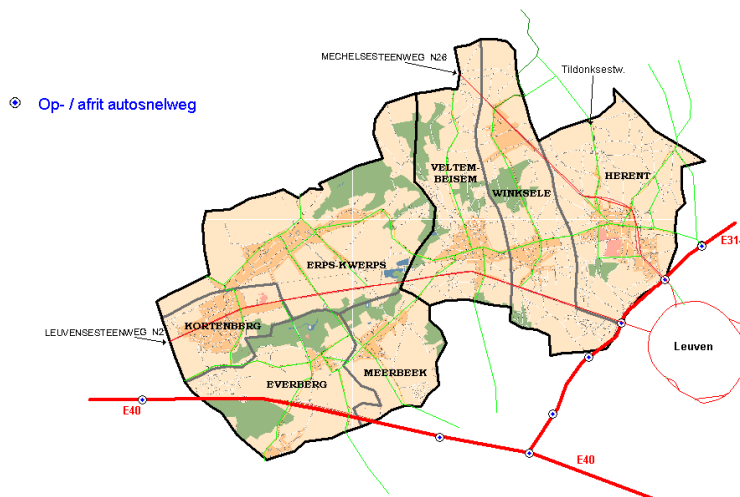 MECHELSESTEENWEG N26
Tildonksestw.
Op- / afrit autosnelweg
VELTEM-
BEISEM
HERENT
WINKSELE
E314
ERPS-KWERPS
KORTENBERG
LEUVENSESTEENWEG N2
Leuven
MEERBEEK
EVERBERG
E40
E40